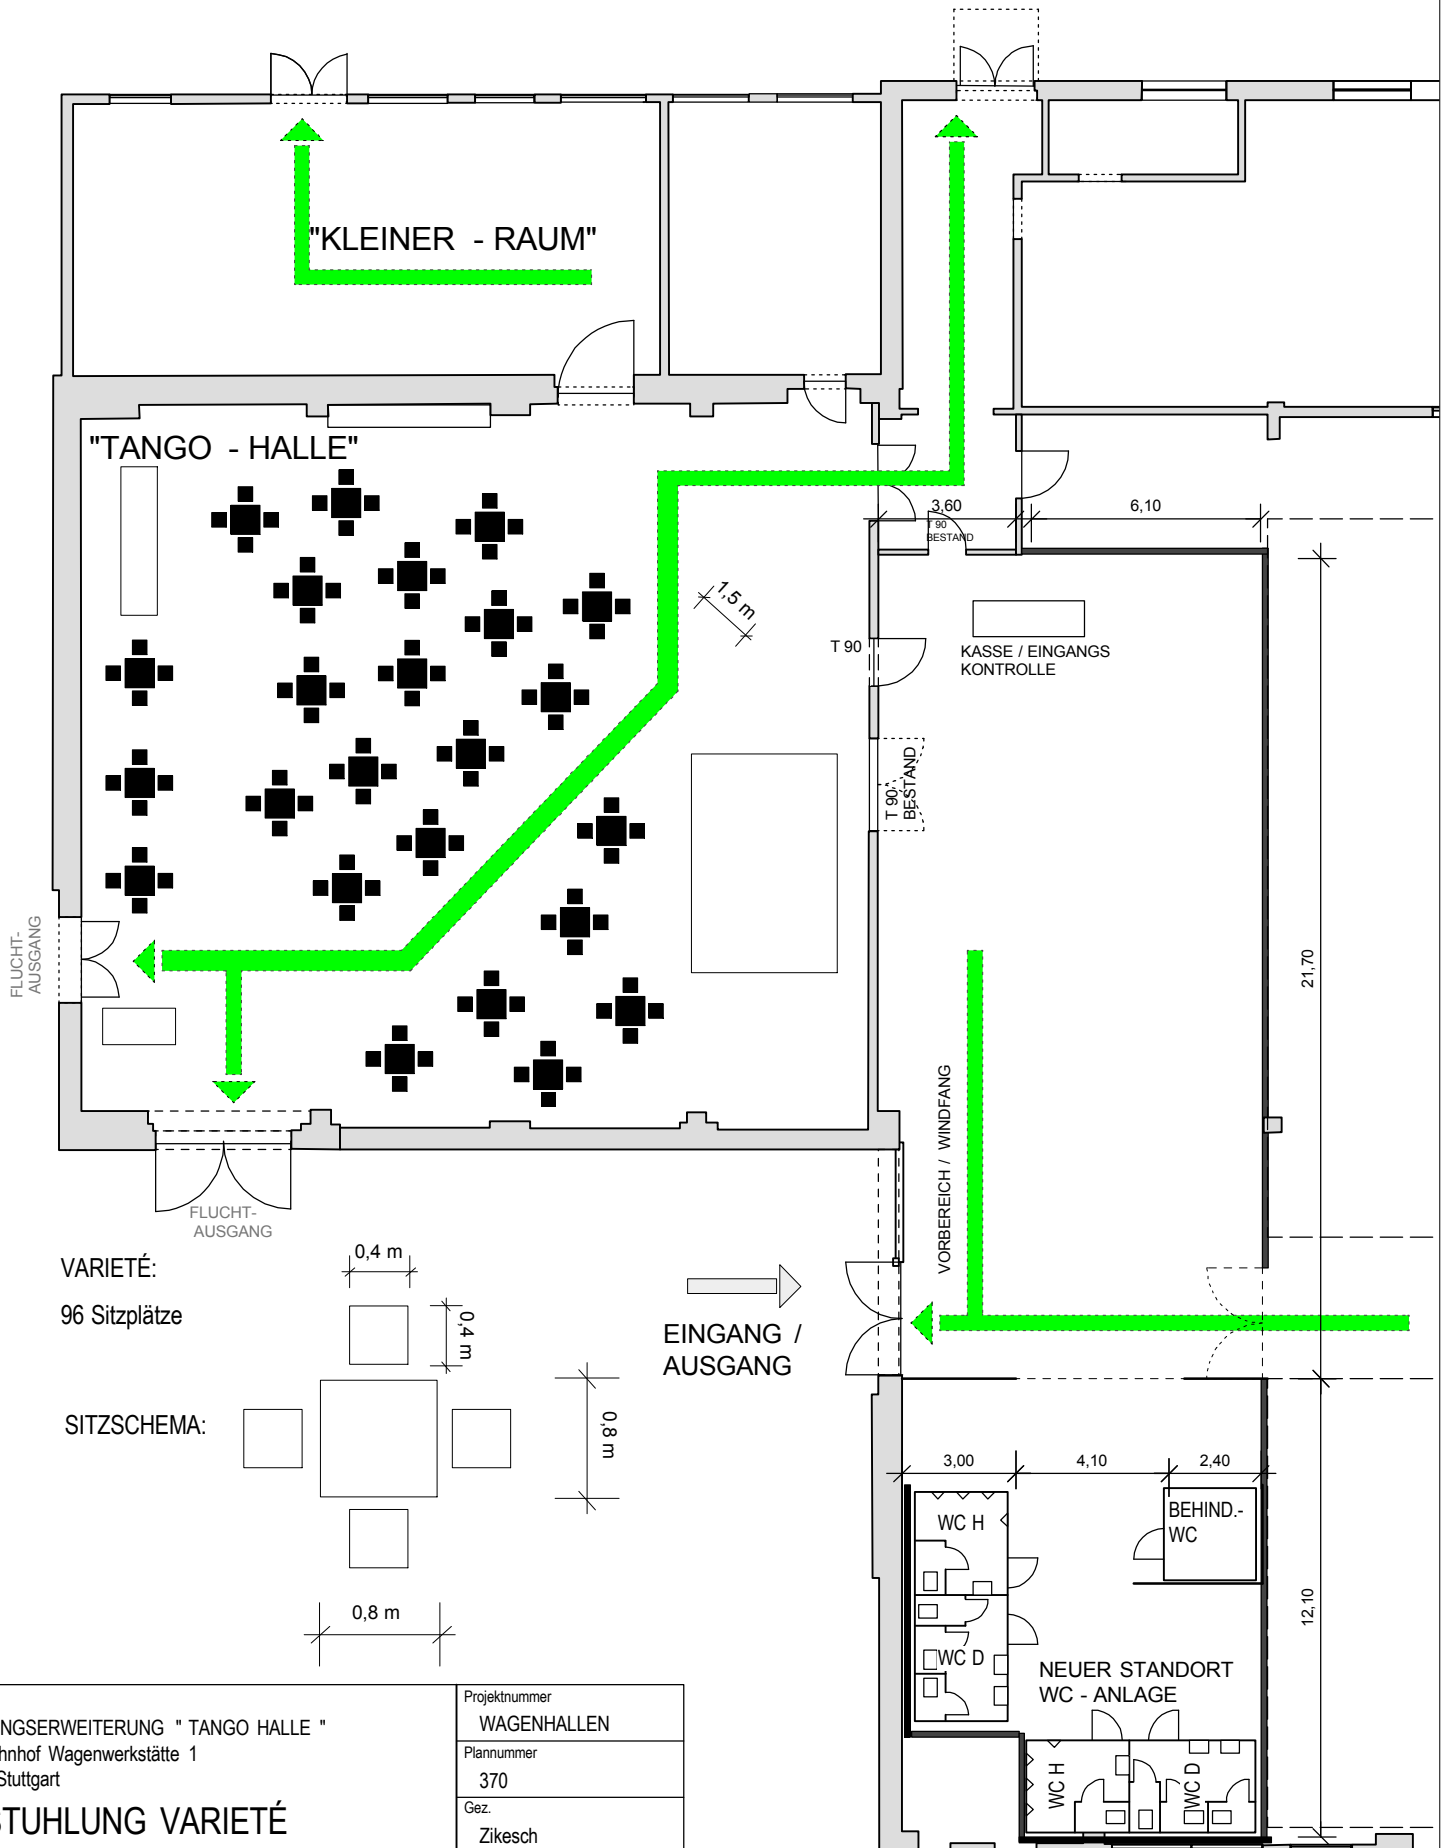 "KLEINER - RAUM"
"TANGO - HALLE"
3,60
6,10
T 90
BESTAND
1,5 m
T 90
KASSE / EINGANGS
KONTROLLE
T 90
BESTAND
FLUCHT-
AUSGANG
21,70
VORBEREICH / WINDFANG
FLUCHT-
AUSGANG
VARIETÉ:
96 Sitzplätze
0,4 m
0,4 m
EINGANG /
AUSGANG
SITZSCHEMA:
0,8 m
0,8 m
3,00
4,10
2,40
WC H
BEHIND.-
WC
12,10
WC D
NEUER STANDORT
WC - ANLAGE
WC H
WC D
NGSERWEITERUNG " TANGO HALLE "
hnhof Wagenwerkstätte 1
Stuttgart
STUHLUNG VARIETÉ
Projektnummer
WAGENHALLEN
Plannummer
370
Gez.
Zikesch